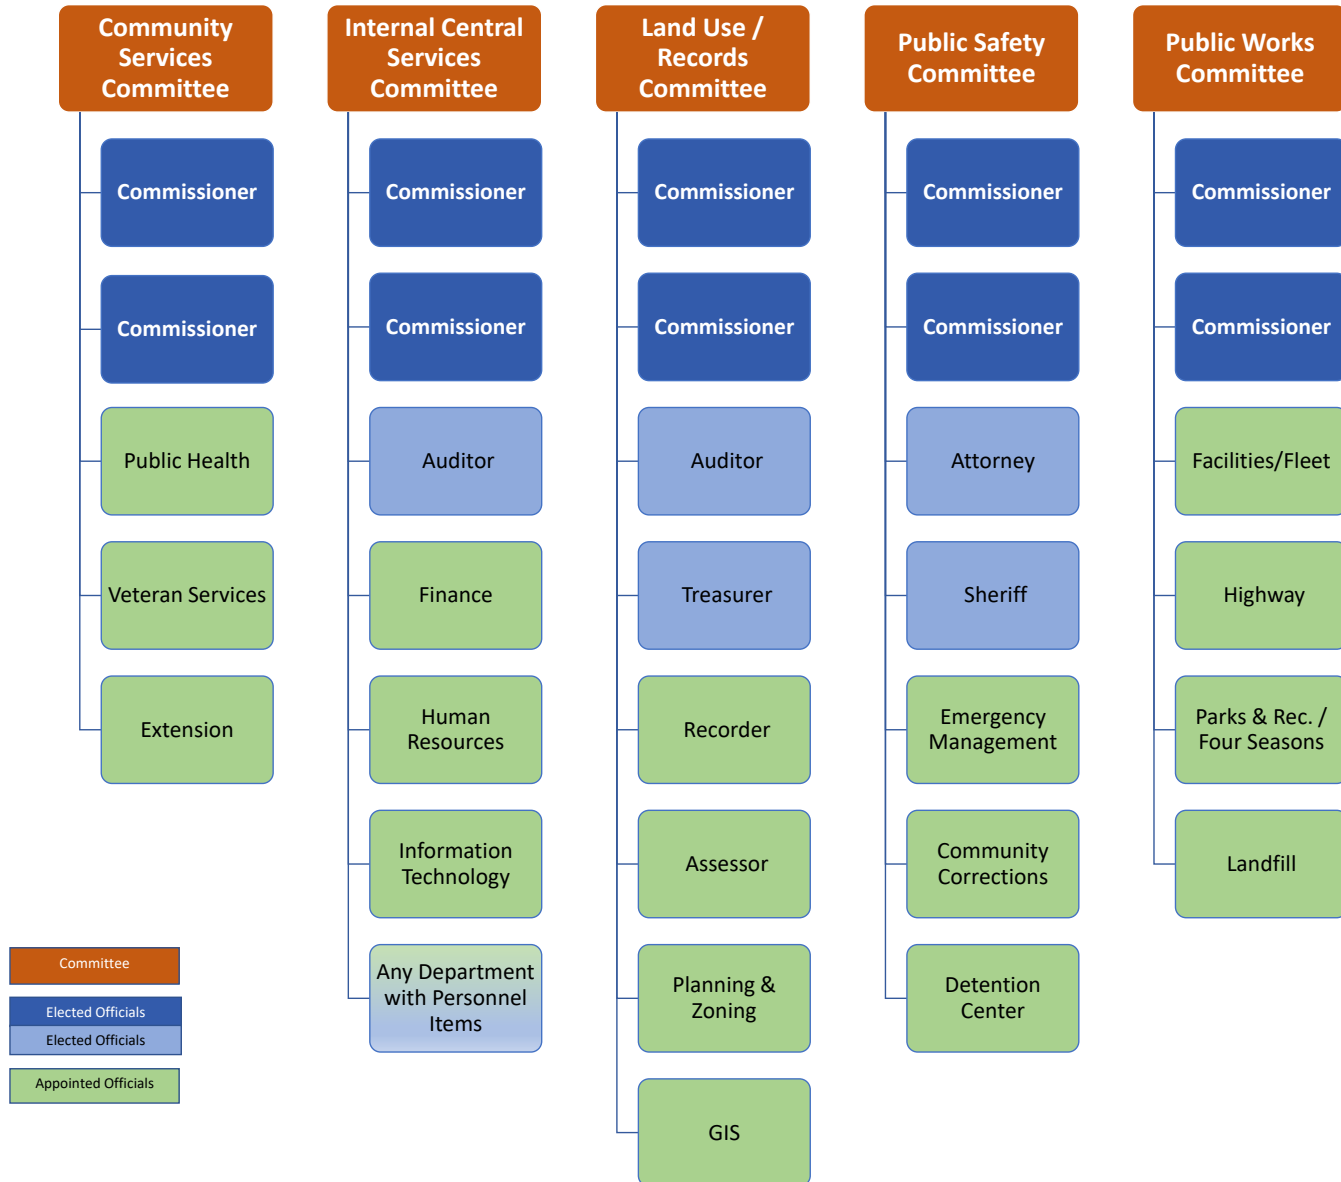 Community
Services
Committee
Commissioner
Commissioner
Public Health
Veteran Services
Extension
Internal Central
Services
Committee
Commissioner
Commissioner
Auditor
Finance
Human
Resources
Information
Technology
Any Department
with Personnel
Items
Land Use /
Records
Committee
Commissioner
Commissioner
Auditor
Treasurer
Recorder
Assessor
Planning &
Zoning
GIS
Public Safety
Committee
Commissioner
Commissioner
Attorney
Sheriff
Emergency
Management
Community
Corrections
Detention
Center
Public Works
Committee
Commissioner
Commissioner
Facilities/Fleet
Highway
Parks & Rec. /
Four Seasons
Landfill
Committee
Elected Officials
Elected Officials
Appointed Officials